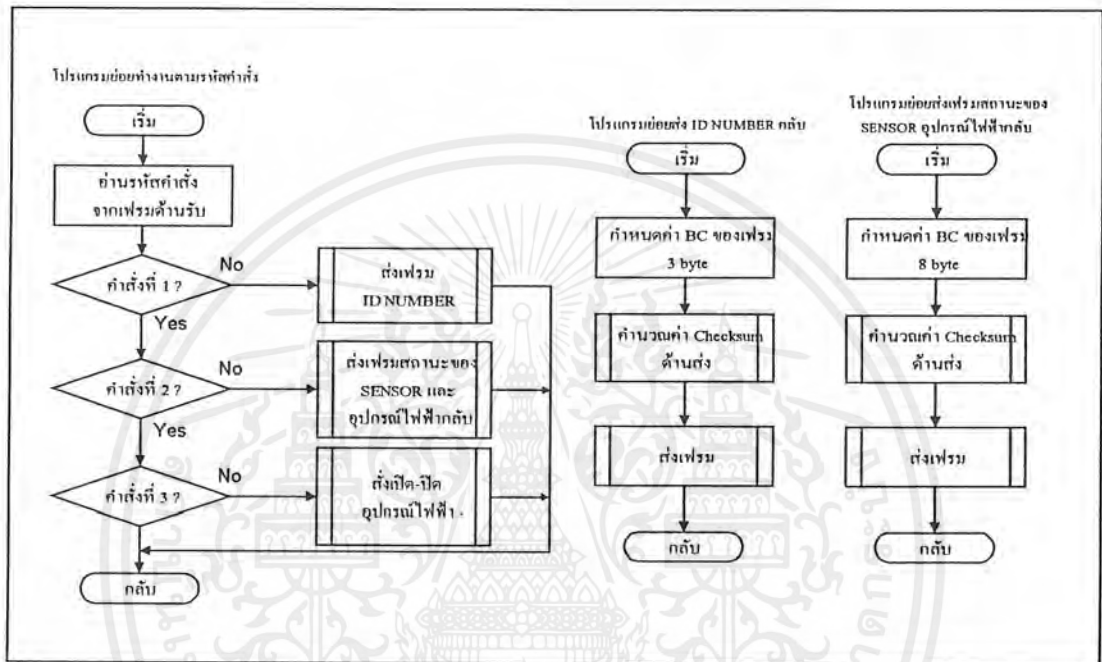 โปรแกรมย่อยทำงานตามรหัสคำสั่ง
เริ่ม
อ่านรหัสคำสั่ง
จากเฟรมด้านรับ
คำสั่งที่ 1 ?
No
Yes
ส่งเฟรม
ID NUMBER
คำสั่งที่ 2 ?
No
Yes
ส่งเฟรมสถานะของ
SENSOR และ
อุปกรณ์ไฟฟ้ากลับ
คำสั่งที่ 3 ?
No
สั่งเปิด-ปิด
อุปกรณ์ไฟฟ้า
กลับ
โปรแกรมย่อยส่ง ID NUMBER กลับ
เริ่ม
กำหนดค่า BC ของเฟรม
3 byte
คำนวณค่า Checksum
ด้านส่ง
ส่งเฟรม
กลับ
โปรแกรมย่อยส่งเฟรมสถานะของ
SENSOR อุปกรณ์ไฟฟ้ากลับ
เริ่ม
กำหนดค่า BC ของเฟรม
8 byte
คำนวณค่า Checksum
ด้านส่ง
ส่งเฟรม
กลับ